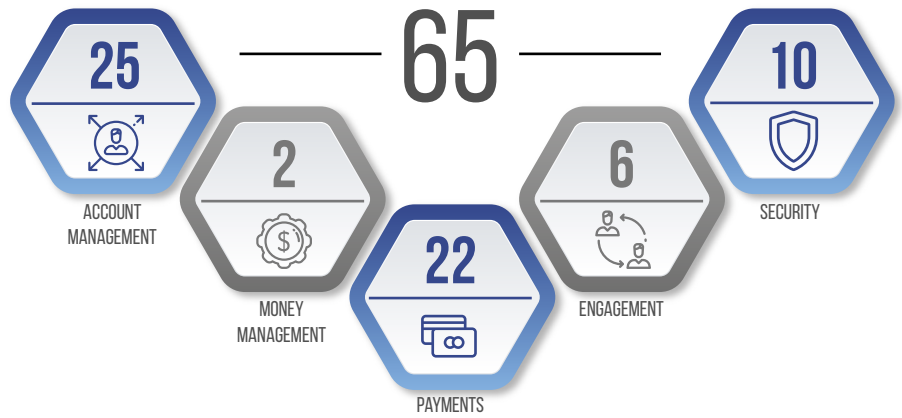 65
25
ACCOUNT
MANAGEMENT
2
$
MONEY
MANAGEMENT
22
PAYMENTS
6
ENGAGEMENT
10
SECURITY